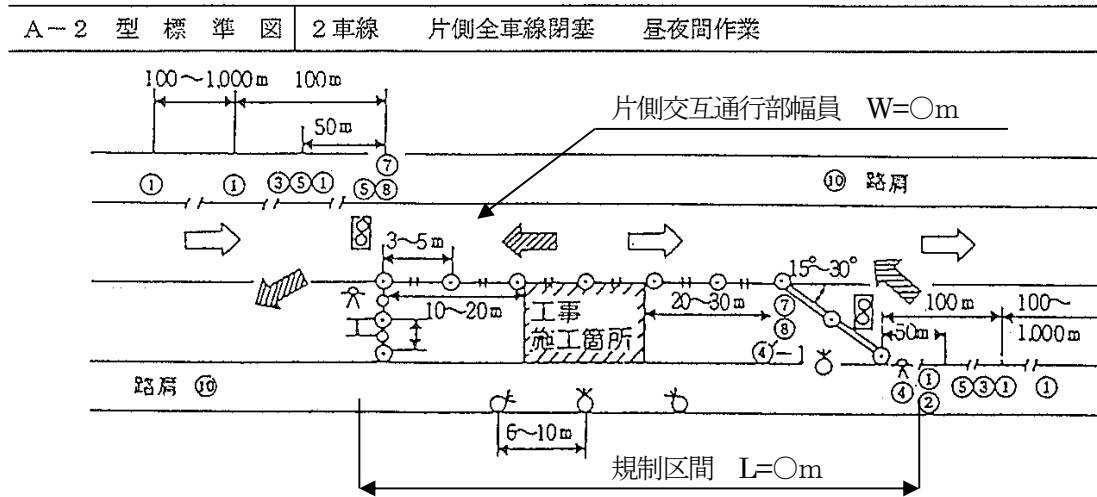 A－2 型 標 準 図 2車線 片側全車線閉塞 昼夜間作業
100～1,000m 100m
50m
片側交互通行部幅員 W=○m
⑦
① ① ③⑤① ⑤⑧
⑩ 路肩
3～5m
15°～30°
10～20m
工事
施工箇所
20～30m
⑦
⑧
④
100m
100～
1,000m
50m
④
①
②
⑤③① ①
路肩 ⑩
6～10m
規制区間 L=○m